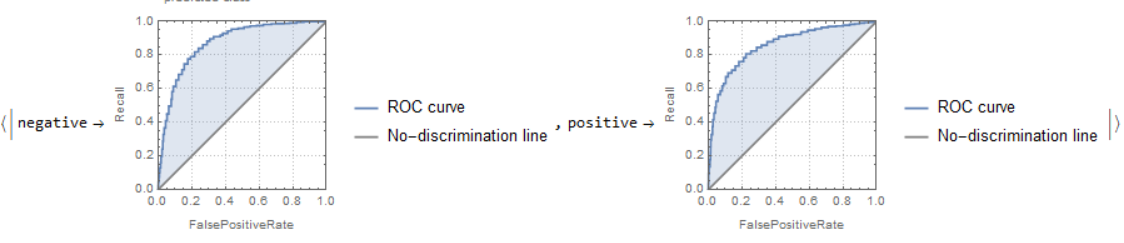 ⟨| negative → Recall
1.0
0.8
0.6
0.4
0.2
0.0
0.0 0.2 0.4 0.6 0.8 1.0
FalsePositiveRate
ROC curve
No-discrimination line
, positive → Recall
1.0
0.8
0.6
0.4
0.2
0.0
0.0 0.2 0.4 0.6 0.8 1.0
FalsePositiveRate
ROC curve
No-discrimination line
|⟩